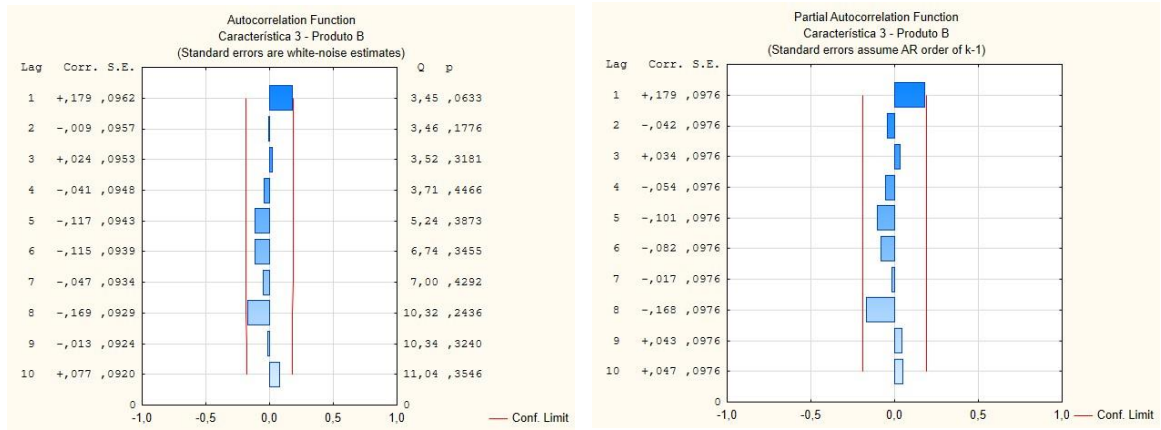 Autocorrelation Function
Característica 3 - Produto B
(Standard errors are white-noise estimates)
Lag Corr. S.E. Q p
1 +,179 ,0962 3,45 ,0633
2 -,009 ,0957 3,46 ,1776
3 +,024 ,0953 3,52 ,3181
4 -,041 ,0948 3,71 ,4466
5 -,117 ,0943 5,24 ,3873
6 -,115 ,0939 6,74 ,3455
7 -,047 ,0934 7,00 ,4292
8 -,169 ,0929 10,32 ,2436
9 -,013 ,0924 10,34 ,3240
10 +,077 ,0920 11,04 ,3546
0 0
-1,0 -0,5 0,0 0,5 1,0
Conf. Limit
Partial Autocorrelation Function
Característica 3 - Produto B
(Standard errors assume AR order of k-1)
Lag Corr. S.E.
1 +,179 ,0976
2 -,042 ,0976
3 +,034 ,0976
4 -,054 ,0976
5 -,101 ,0976
6 -,082 ,0976
7 -,017 ,0976
8 -,168 ,0976
9 +,043 ,0976
10 +,047 ,0976
0
-1,0 -0,5 0,0 0,5 1,0
Conf. Limit